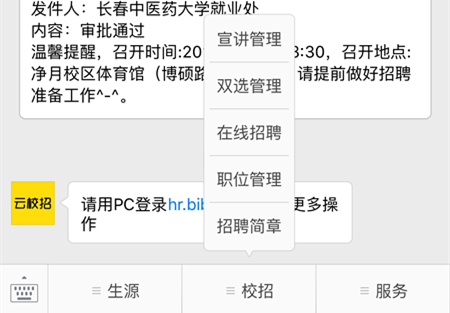 发件人：长春中医药大学就业处
内容：审批通过
温馨提醒，召开时间:20 8:30，召开地点:
净月校区体育馆（博硕路 请提前做好招聘
准备工作^-^。
宣讲管理
双选管理
在线招聘
职位管理
招聘简章
云校招
请用PC登录hr.bib 更多操
作
生源
校招
服务